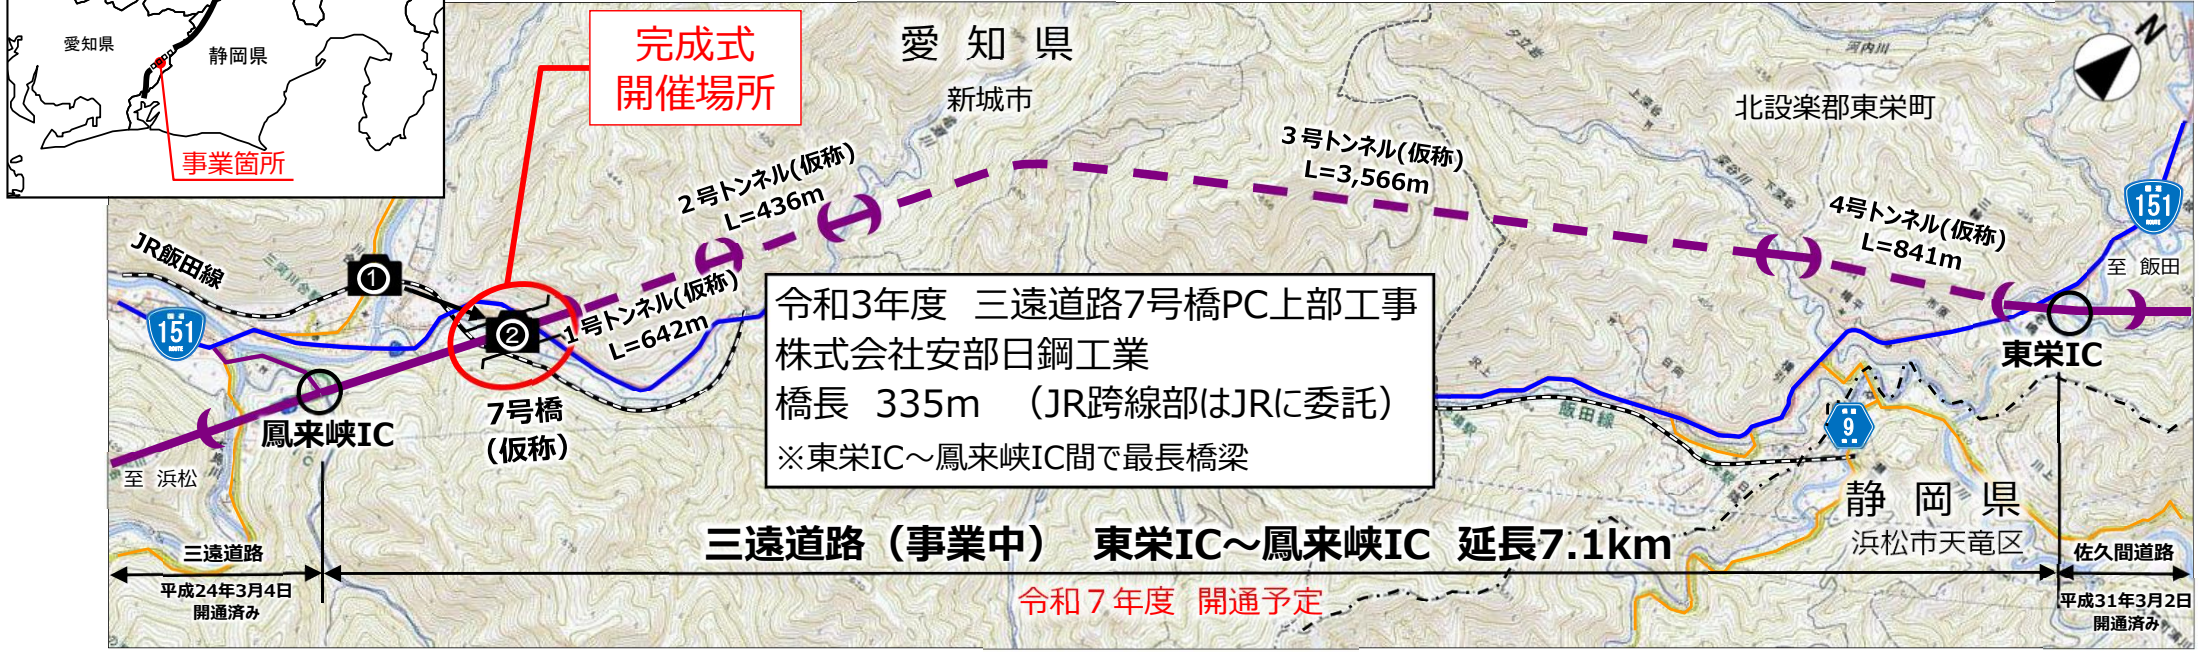 愛知県
静岡県
事業箇所
完成式
開催場所
愛知県
新城市
北設楽郡東栄町
N
夕立岩
河内川
2号トンネル(仮称)
L=436m
3号トンネル(仮称)
L=3,566m
4号トンネル(仮称)
L=841m
151
ROUTE
至 飯田
JR飯田線
①
②
1号トンネル(仮称)
L=642m
151
ROUTE
鳳来峡IC
至 浜松
7号橋
(仮称)
令和3年度 三遠道路7号橋PC上部工事
株式会社安部日鋼工業
橋長 335m (JR跨線部はJRに委託)
※東栄IC～鳳来峡IC間で最長橋梁
飯田線
東栄IC
9
静岡県
浜松市天竜区
三遠道路(事業中) 東栄IC～鳳来峡IC 延長7.1km
令和7年度 開通予定
三遠道路
平成24年3月4日
開通済み
佐久間道路
平成31年3月2日
開通済み